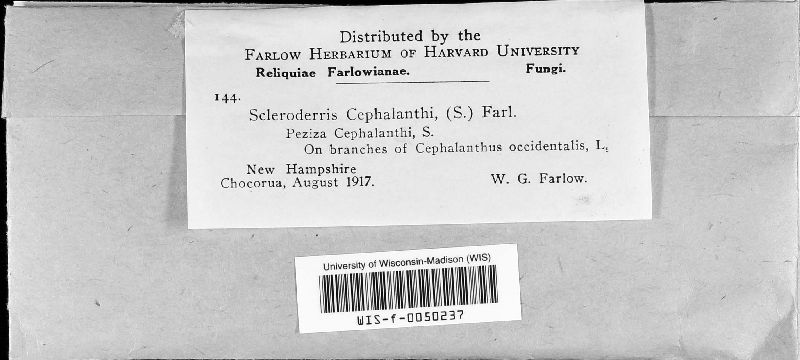 Distributed by the
FARLOW HERBARIUM OF HARVARD UNIVERSITY
Reliquiae Farlowianae. Fungi.
144.
Scleroderris Cephalanthi, (S.) Farl.
Peziza Cephalanthi, S.
On branches of Cephalanthus occidentalis, L.
New Hampshire
Chocorua, August 1917. W. G. Farlow.
University of Wisconsin-Madison (WIS)
WIS-f-0050237